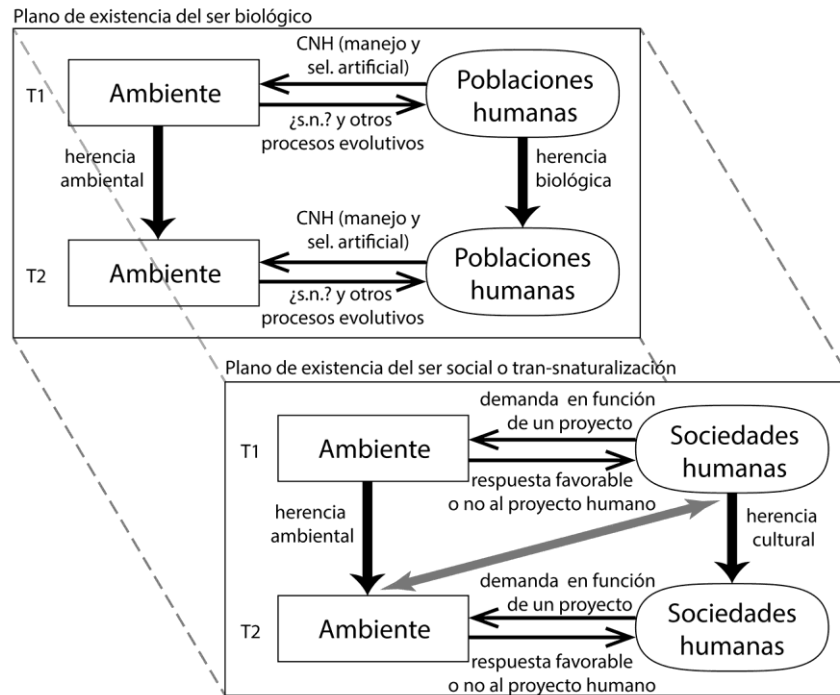 Plano de existencia del ser biológico
CNH (manejo y
sel. artificial)
T1
Ambiente
Poblaciones
humanas
¿s.n.? y otros
procesos evolutivos
herencia
ambiental
herencia
biológica
CNH (manejo y
sel. artificial)
T2
Ambiente
Poblaciones
humanas
¿s.n.? y otros
procesos evolutivos
Plano de existencia del ser social o tran-snaturalización
demanda en función
de un proyecto
T1
Ambiente
Sociedades
humanas
respuesta favorable
o no al proyecto humano
herencia
ambiental
herencia
cultural
demanda en función
de un proyecto
T2
Ambiente
Sociedades
humanas
respuesta favorable
o no al proyecto humano